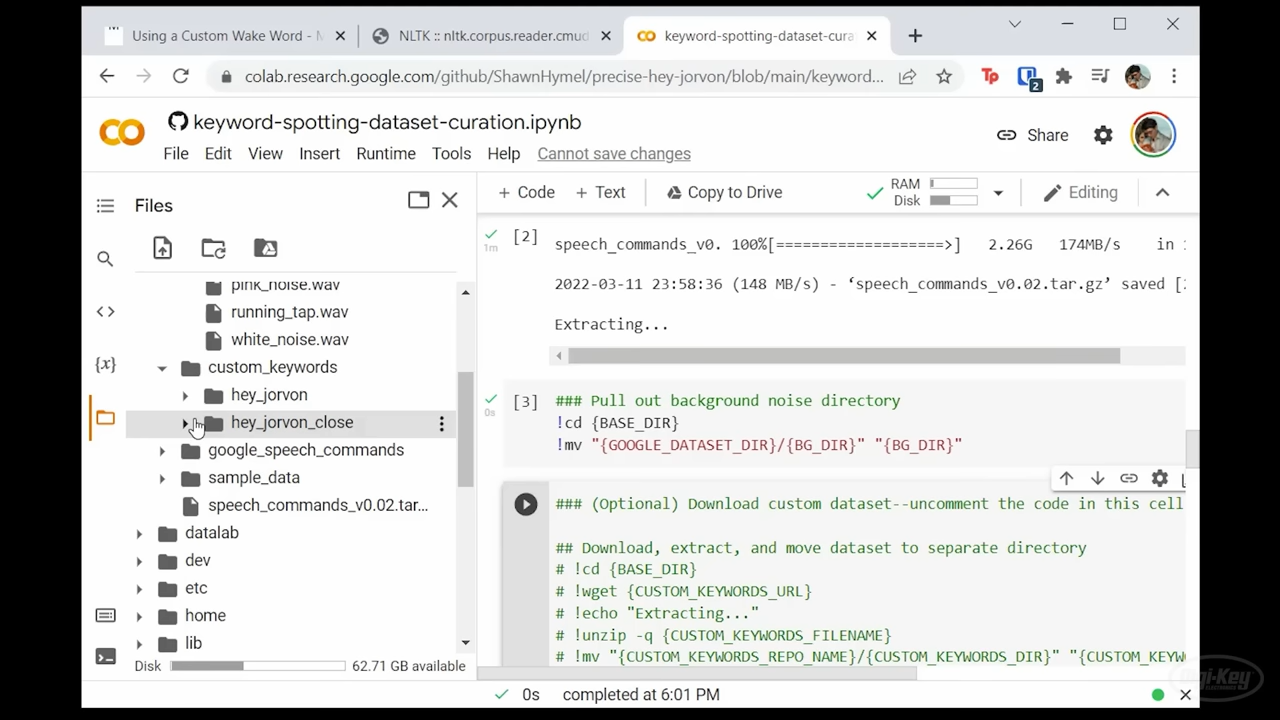 Using a Custom Wake Word - M
NLTK :: nltk.corpus.reader.cmud
keyword-spotting-dataset-cura
colab.research.google.com/github/ShawnHymel/precise-hey-jorvon/blob/main/keyword...
2
keyword-spotting-dataset-curation.ipynb
File Edit View Insert Runtime Tools Help Cannot save changes
Share
Files
+ Code + Text
Copy to Drive
RAM
Disk
Editing
pink_noise.wav
running_tap.wav
white_noise.wav
custom_keywords
hey_jorvon
hey_jorvon_close
google_speech_commands
sample_data
speech_commands_v0.02.tar...
datalab
dev
etc
home
lib
Disk 62.71 GB available
{x}
1m
[2] speech_commands_v0. 100%[===================>] 2.26G 174MB/s in
2022-03-11 23:58:36 (148 MB/s) - ‘speech_commands_v0.02.tar.gz’ saved [
Extracting...
0s
[3] ### Pull out background noise directory
!cd {BASE_DIR}
!mv "{GOOGLE_DATASET_DIR}/{BG_DIR}" "{BG_DIR}"
### (Optional) Download custom dataset--uncomment the code in this cell
## Download, extract, and move dataset to separate directory
# !cd {BASE_DIR}
# !wget {CUSTOM_KEYWORDS_URL}
# !echo "Extracting..."
# !unzip -q {CUSTOM_KEYWORDS_FILENAME}
# !mv "{CUSTOM_KEYWORDS_REPO_NAME}/{CUSTOM_KEYWORDS_DIR}" "{CUSTOM_KEYW
0s completed at 6:01 PM
Digi-Key
ELECTRONICS